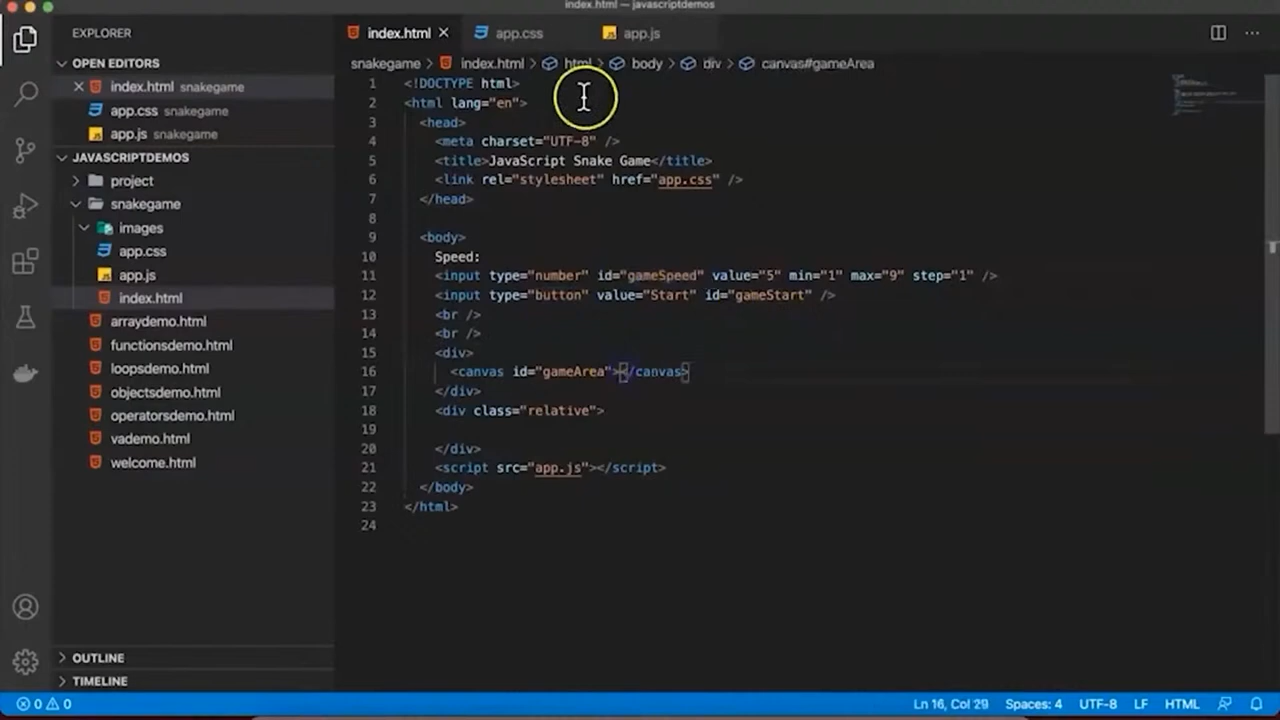 index.html — javascriptdemos
EXPLORER
index.html
app.css
app.js
OPEN EDITORS
snakegame index.html html body div canvas#gameArea
index.html snakegame
app.css snakegame
app.js snakegame
JAVASCRIPTDEMOS
project
snakegame
images
app.css
app.js
index.html
arraydemo.html
functionsdemo.html
loopsdemo.html
objectsdemo.html
operatorsdemo.html
vademo.html
welcome.html
OUTLINE
TIMELINE
1 <!DOCTYPE html>
2 <html lang="en">
3 <head>
4 <meta charset="UTF-8" />
5 <title>JavaScript Snake Game</title>
6 <link rel="stylesheet" href="app.css" />
7 </head>
8
9 <body>
10 Speed:
11 <input type="number" id="gameSpeed" value="5" min="1" max="9" step="1" />
12 <input type="button" value="Start" id="gameStart" />
13 <br />
14 <br />
15 <div>
16 <canvas id="gameArea"></canvas>
17 </div>
18 <div class="relative">
19
20 </div>
21 <script src="app.js"></script>
22 </body>
23 </html>
24
0 0
Ln 16, Col 29 Spaces: 4 UTF-8 LF HTML